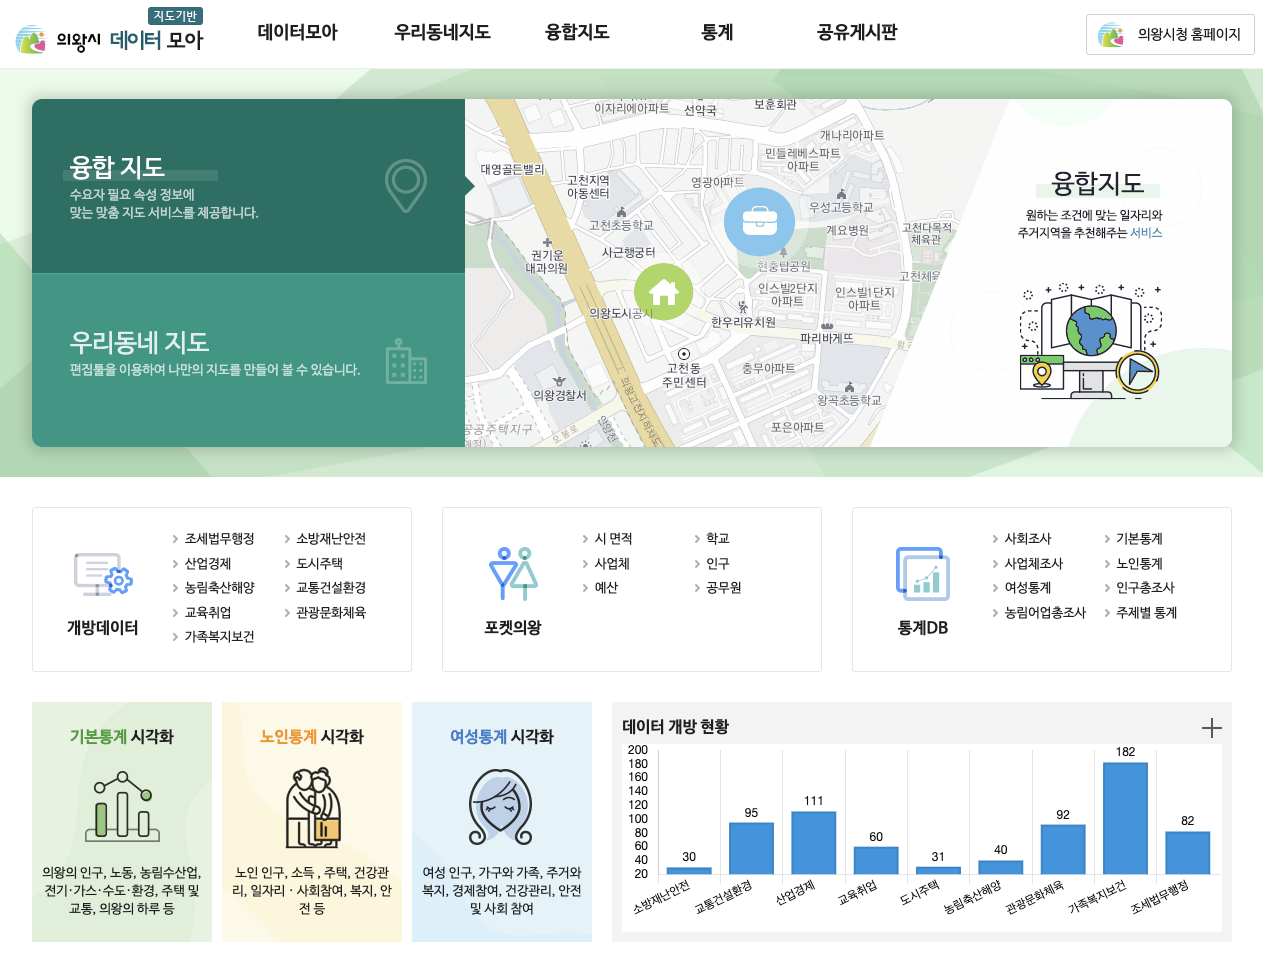 지도기반
의왕시 데이터 모아
데이터모아
우리동네지도
융합지도
통계
공유게시판
의왕시청 홈페이지
융합 지도
수요자 필요 속성 정보에
맞는 맞춤 지도 서비스를 제공합니다.
우리동네 지도
편집툴을 이용하여 나만의 지도를 만들어 볼 수 있습니다.
이자리에아파트
선약국
보훈회관
개나리아파트
대영골든밸리
민들레베스파트
아파트
고천지역
아동센터
영광아파트
고천초등학교
우성고등학교
계요병원
고천다목적
체육관
권기운
내과의원
사근행궁터
현충탑공원
고천체육
인스빌2단지
아파트
인스빌1단지
아파트
의왕도시공사
한우리유치원
파리바게뜨
왕곡
고천동
주민센터
충무아파트
의왕경찰서
왕곡초등학교
의왕고천지하차도
안양천
오봉로
공공주택지구
예정)
포은아파트
융합지도
원하는 조건에 맞는 일자리와
주거지역을 추천해주는 서비스
개방데이터
조세법무행정
소방재난안전
산업경제
도시주택
농림축산해양
교통건설환경
교육취업
관광문화체육
가족복지보건
포켓의왕
시 면적
학교
사업체
인구
예산
공무원
통계DB
사회조사
기본통계
사업체조사
노인통계
여성통계
인구총조사
농림어업총조사
주제별 통계
기본통계 시각화
의왕의 인구, 노동, 농림수산업,
전기·가스·수도·환경, 주택 및
교통, 의왕의 하루 등
노인통계 시각화
노인 인구, 소득 , 주택, 건강관
리, 일자리 · 사회참여, 복지, 안
전 등
여성통계 시각화
여성 인구, 가구와 가족, 주거와
복지, 경제참여, 건강관리, 안전
및 사회 참여
데이터 개방 현황
200
180
160
140
120
100
80
60
40
20
30
95
111
60
31
40
92
182
82
소방재난안전
교통건설환경
산업경제
교육취업
도시주택
농림축산해양
관광문화체육
가족복지보건
조세법무행정